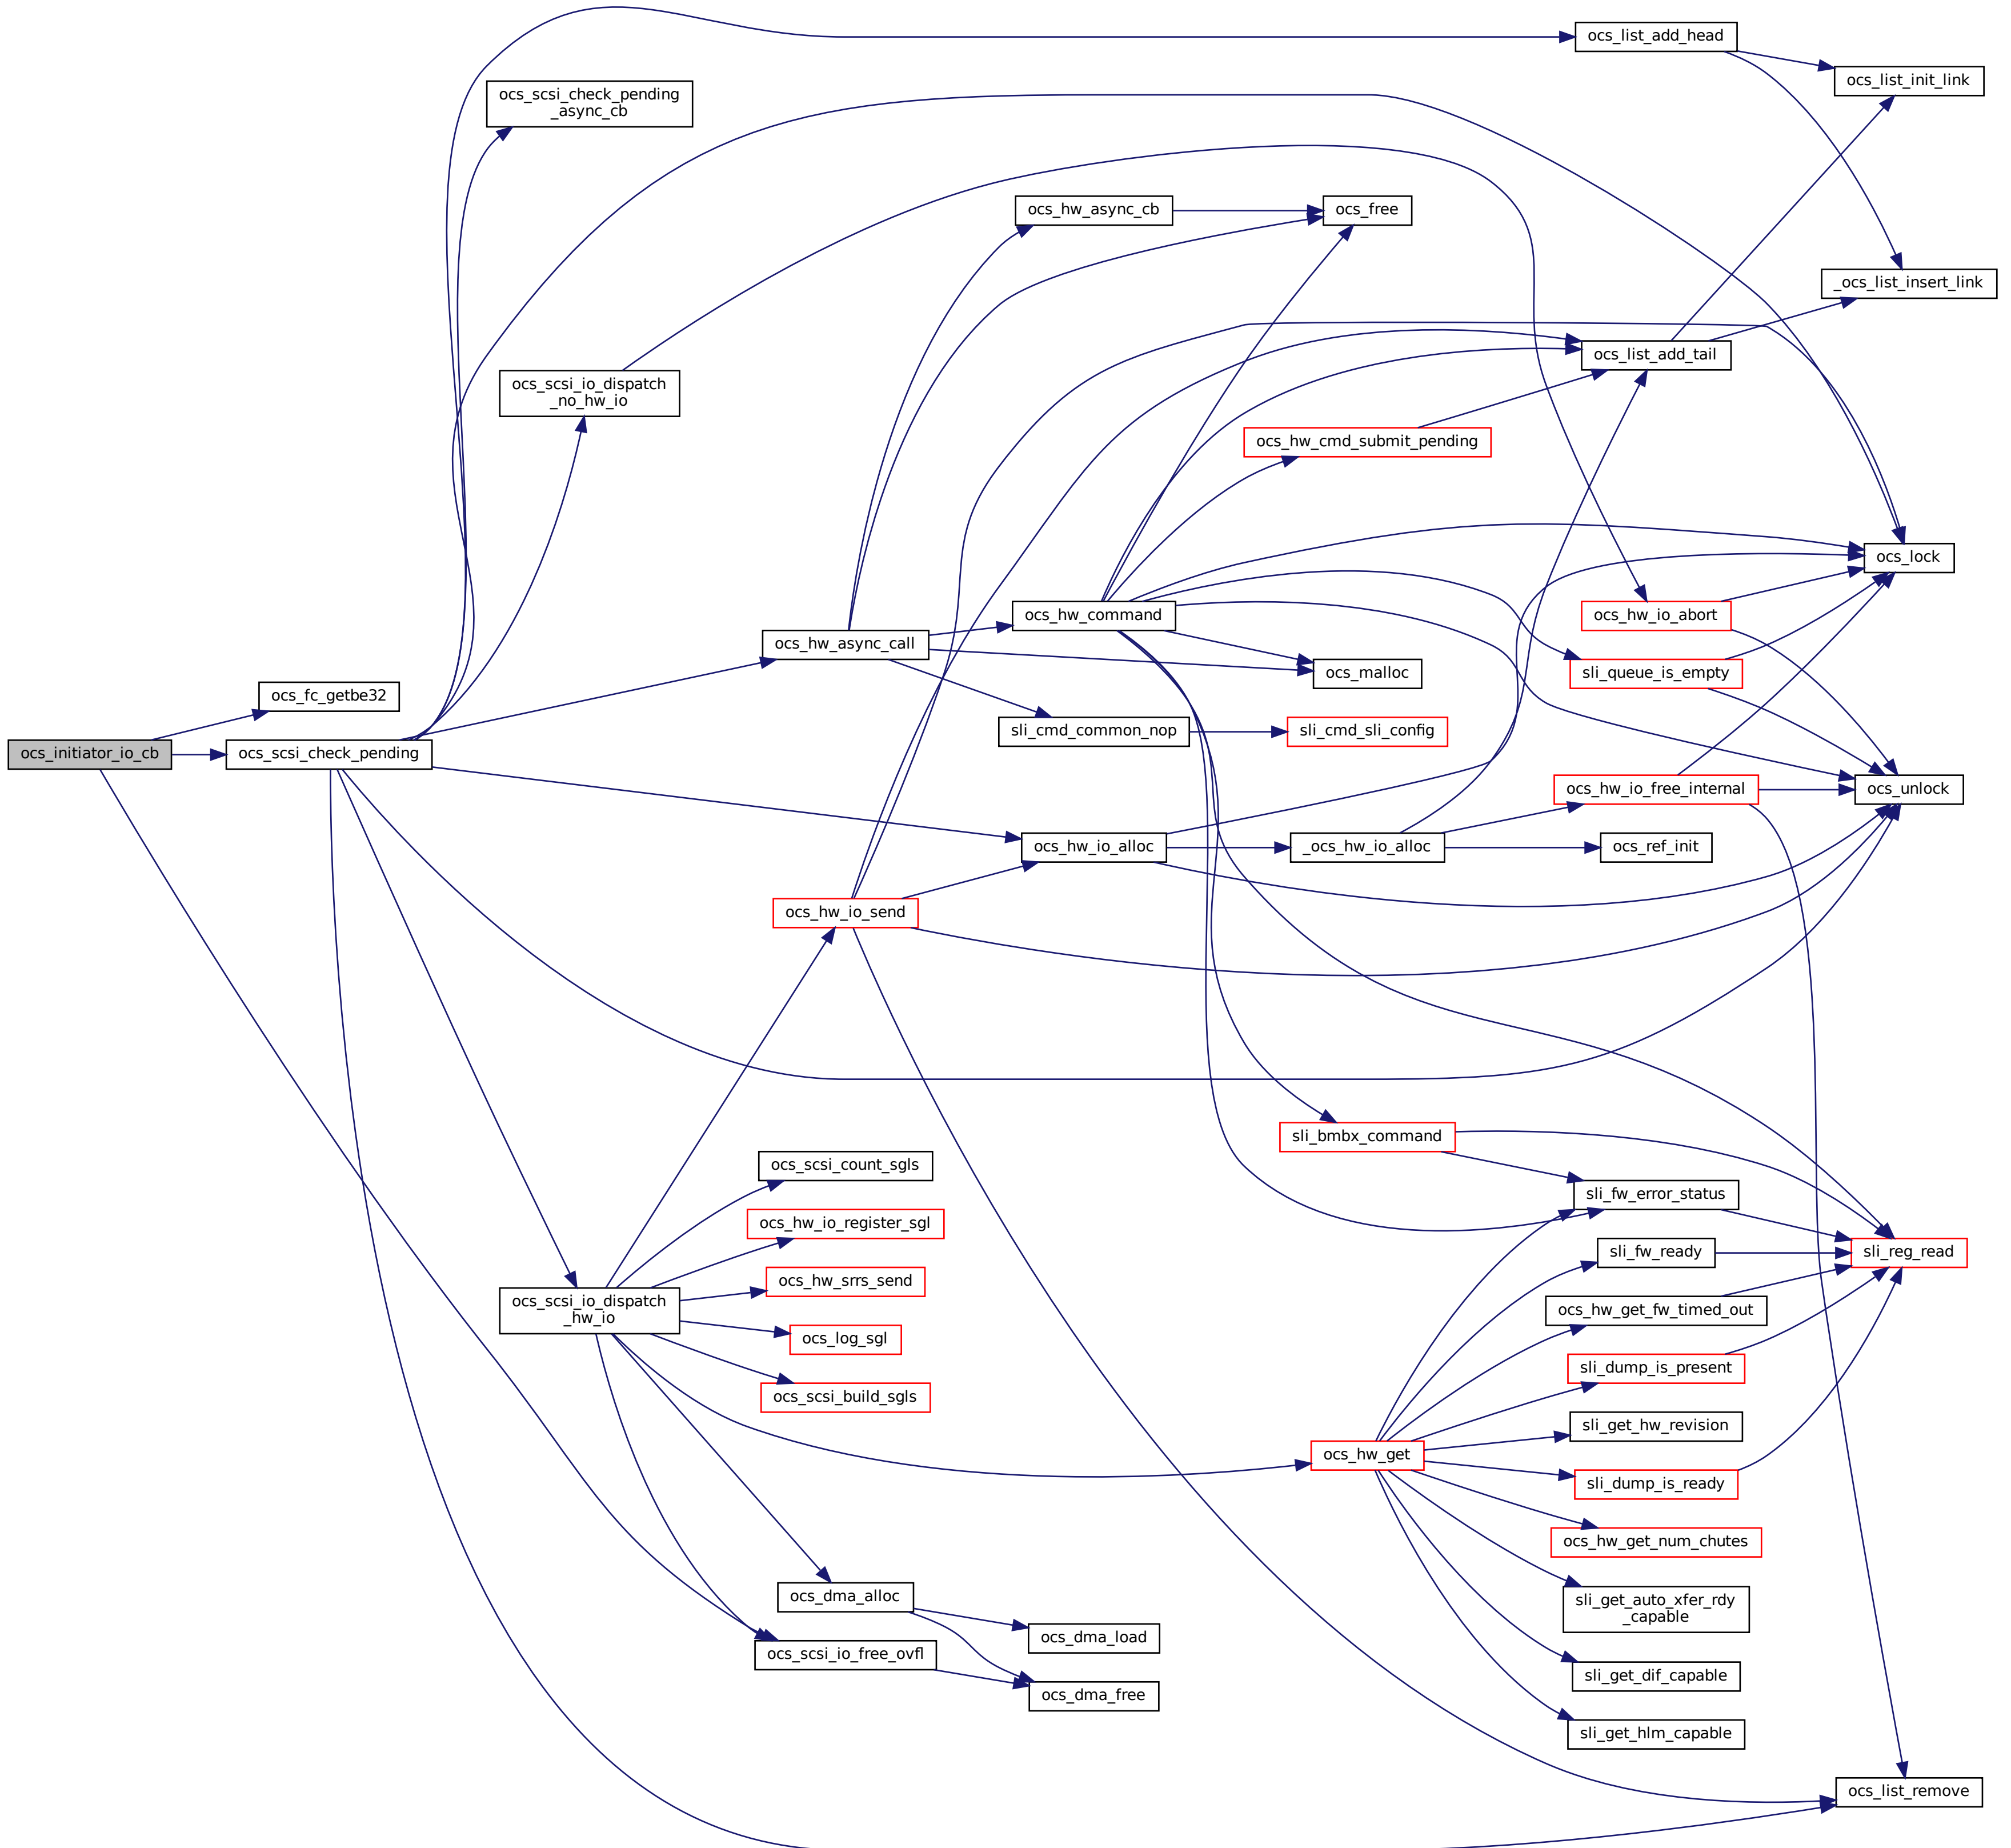 ocs_list_add_head
ocs_list_init_link
ocs_scsi_check_pending
_async_cb
ocs_hw_async_cb
ocs_free
_ocs_list_insert_link
ocs_list_add_tail
ocs_scsi_io_dispatch
_no_hw_io
ocs_hw_cmd_submit_pending
ocs_lock
ocs_hw_command
ocs_hw_io_abort
ocs_hw_async_call
ocs_malloc
sli_queue_is_empty
ocs_fc_getbe32
sli_cmd_common_nop
sli_cmd_sli_config
ocs_initiator_io_cb
ocs_scsi_check_pending
ocs_hw_io_free_internal
ocs_unlock
ocs_hw_io_alloc
_ocs_hw_io_alloc
ocs_ref_init
ocs_hw_io_send
sli_bmbx_command
ocs_scsi_count_sgls
sli_fw_error_status
ocs_hw_io_register_sgl
sli_fw_ready
sli_reg_read
ocs_hw_srrs_send
ocs_scsi_io_dispatch
_hw_io
ocs_hw_get_fw_timed_out
ocs_log_sgl
sli_dump_is_present
ocs_scsi_build_sgls
sli_get_hw_revision
ocs_hw_get
sli_dump_is_ready
ocs_hw_get_num_chutes
ocs_dma_alloc
sli_get_auto_xfer_rdy
_capable
ocs_dma_load
ocs_scsi_io_free_ovfl
sli_get_dif_capable
ocs_dma_free
sli_get_hlm_capable
ocs_list_remove